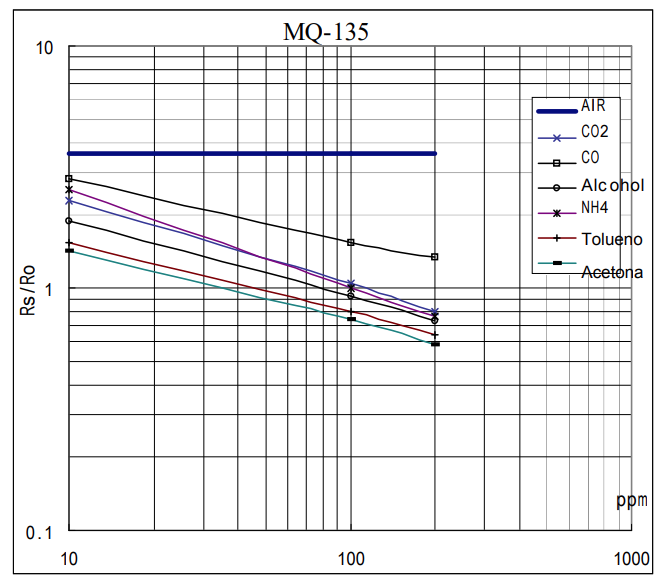 MQ-135
10
AIR
CO2
CO
Alcohol
NH4
Tolueno
Acetona
1
Rs/Ro
ppm
0.1
10
100
1000